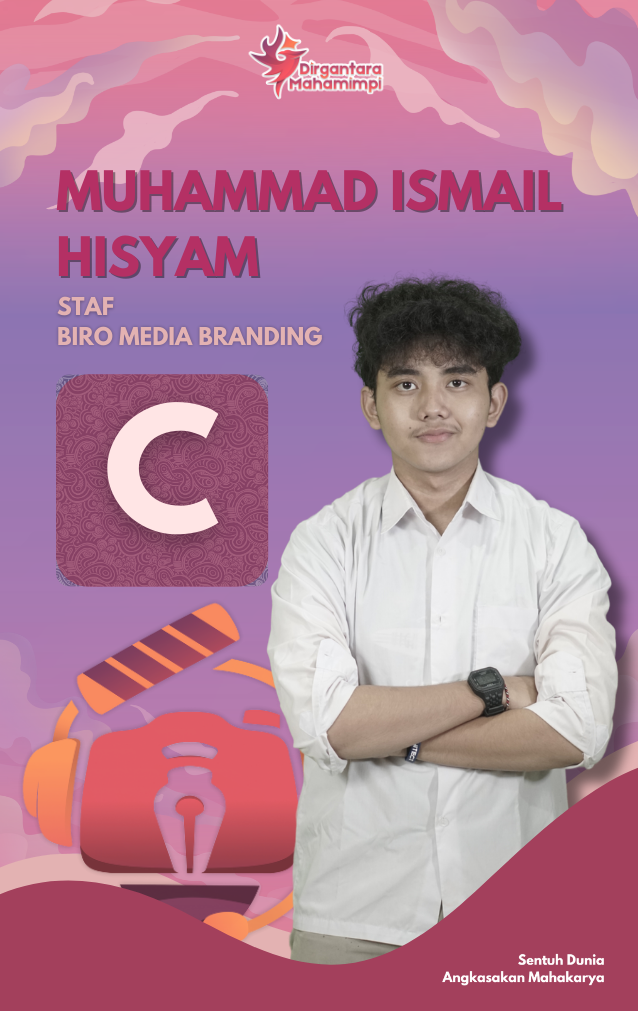 Dirgantara
Mahamimpi
MUHAMMAD ISMAIL
HISYAM
STAF
BIRO MEDIA BRANDING
C
Sentuh Dunia
Angkasakan Mahakarya